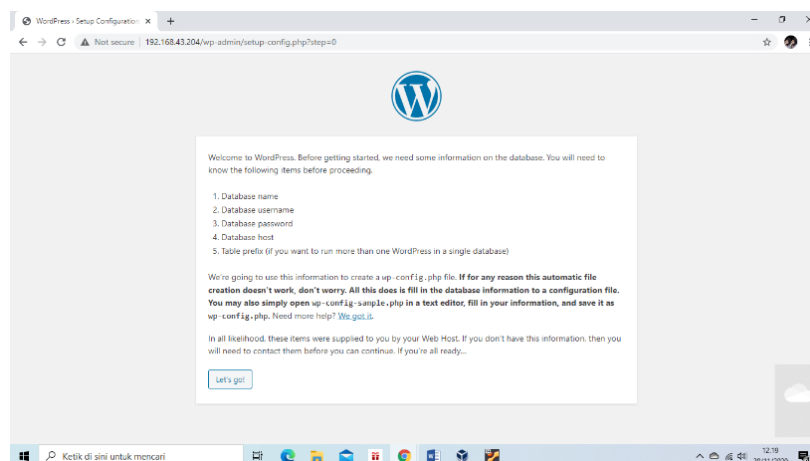 WordPress › Setup Configuration
Not secure
192.168.43.204/wp-admin/setup-config.php?step=0
Welcome to WordPress. Before getting started, we need some information on the database. You will need to
know the following items before proceeding.
1. Database name
2. Database username
3. Database password
4. Database host
5. Table prefix (if you want to run more than one WordPress in a single database)
We're going to use this information to create a wp-config.php file. If for any reason this automatic file
creation doesn't work, don't worry. All this does is fill in the database information to a configuration file.
You may also simply open wp-config-sample.php in a text editor, fill in your information, and save it as
wp-config.php. Need more help? We got it.
In all likelihood, these items were supplied to you by your Web Host. If you don't have this information, then you
will need to contact them before you can continue. If you're all ready...
Let's go!
Ketik di sini untuk mencari
12.19